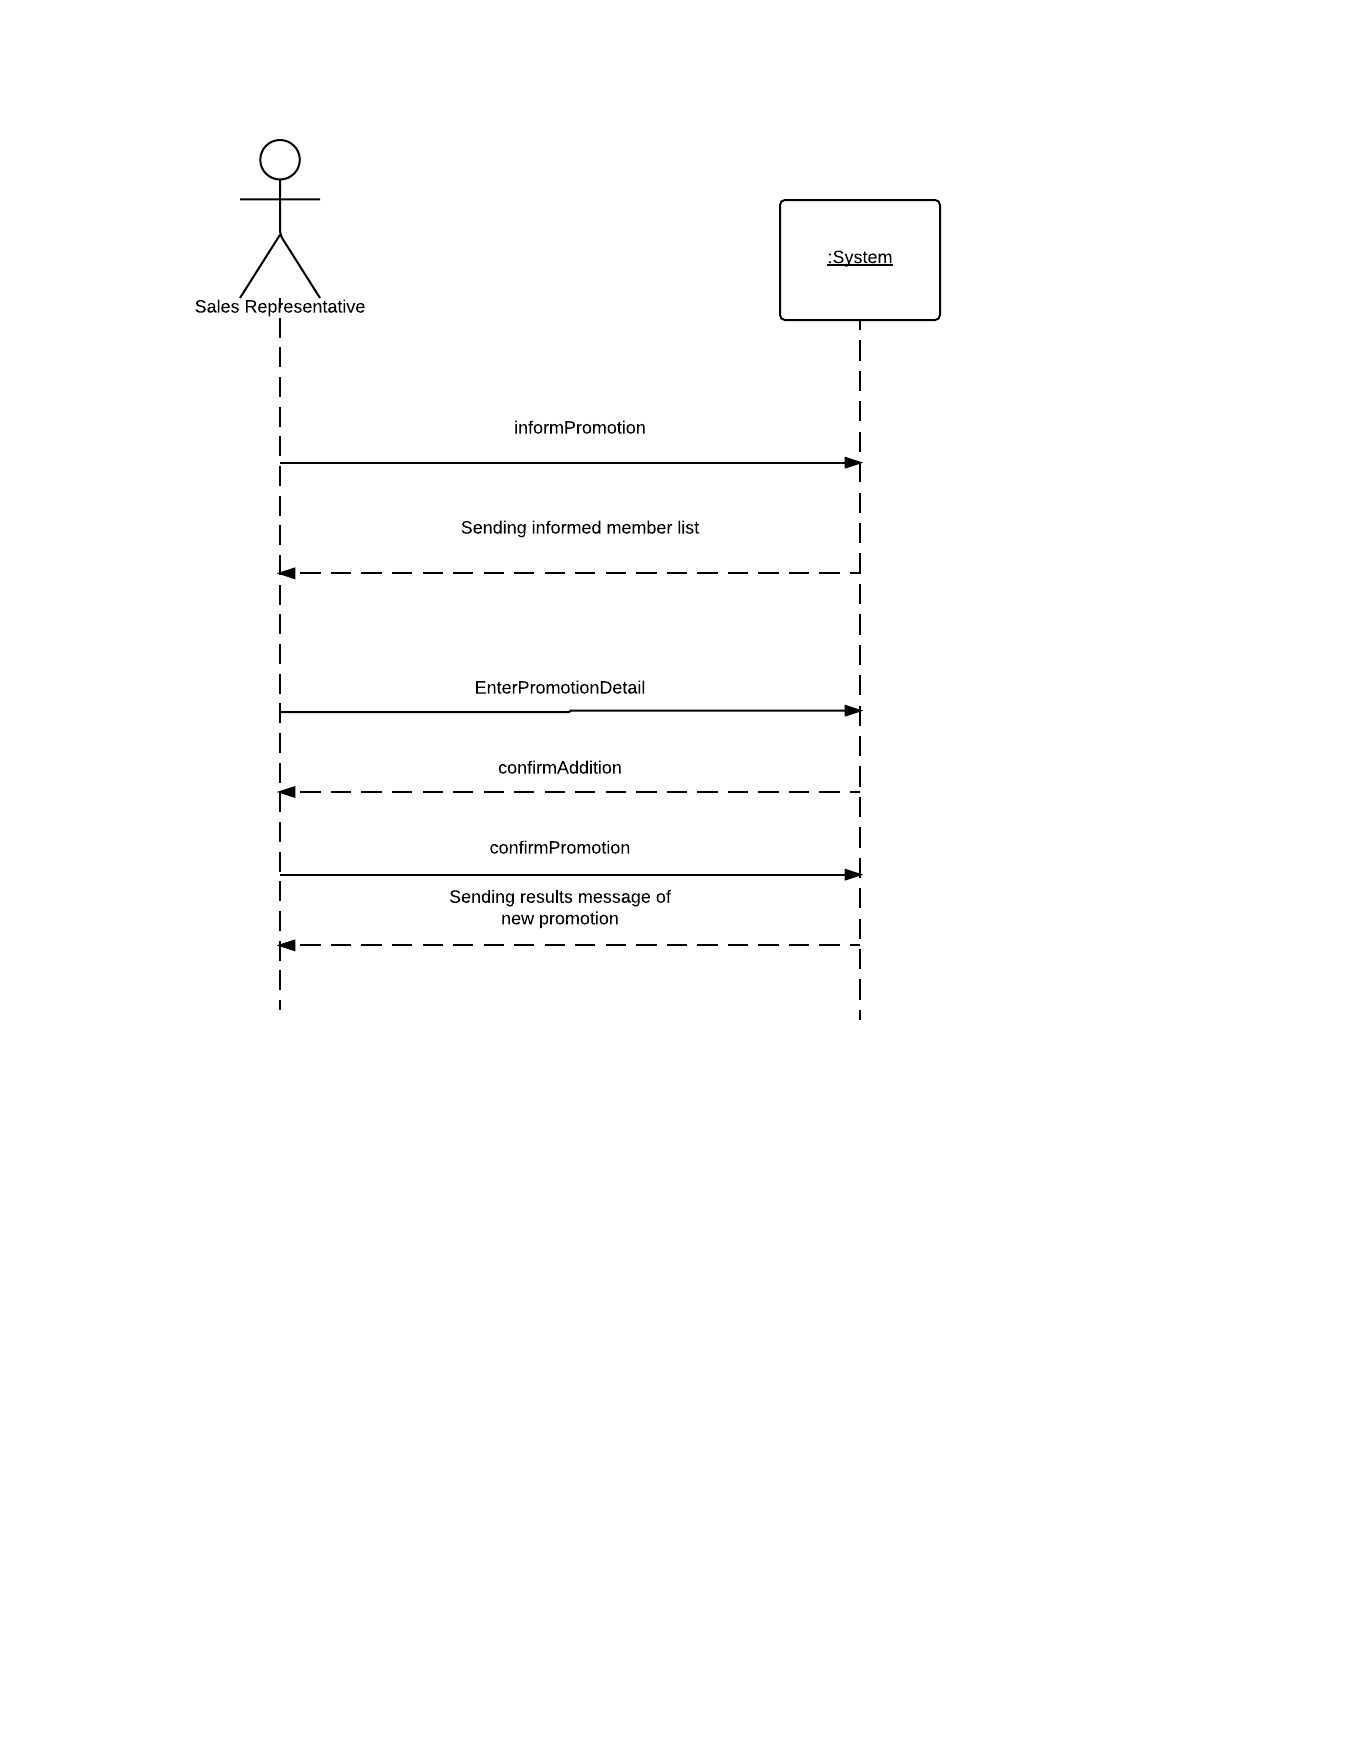 :System
Sales Representative
informPromotion
Sending informed member list
EnterPromotionDetail
confirmAddition
confirmPromotion
Sending results message of
new promotion